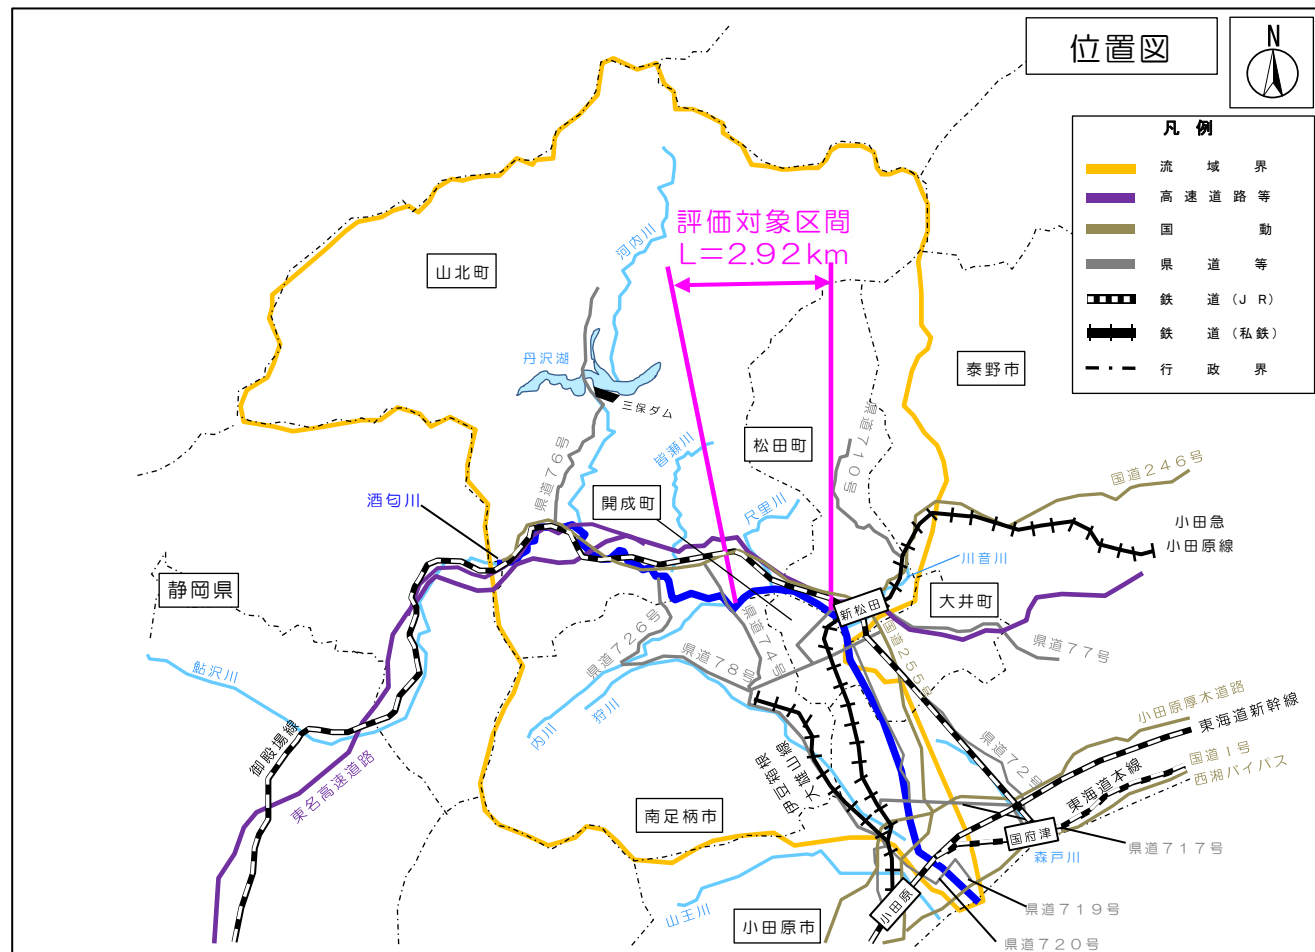 位置図
N
凡 例
流 域 界
高 速 道 路 等
国 動
県 道 等
鉄 道 (J R)
鉄 道 (私鉄)
行 政 界
評価対象区間
L=2.92km
河内川
山北町
丹沢湖
三保ダム
泰野市
松田町
県道710号
皆瀬川
県道76号
開成町
尺里川
国道246号
酒匂川
小田急
小田原線
川音川
静岡県
新松田
大井町
県道77号
県道726号
県道74号
県道78号
国道255号
鮎沢川
内川
狩川
御殿場線
東名高速道路
伊豆箱根
大雄山線
県道72号
小田原厚木道路
東海道新幹線
国道1号
西湘バイパス
東海道本線
南足柄市
国府津
県道717号
森戸川
山王川
小田原
小田原市
県道719号
県道720号